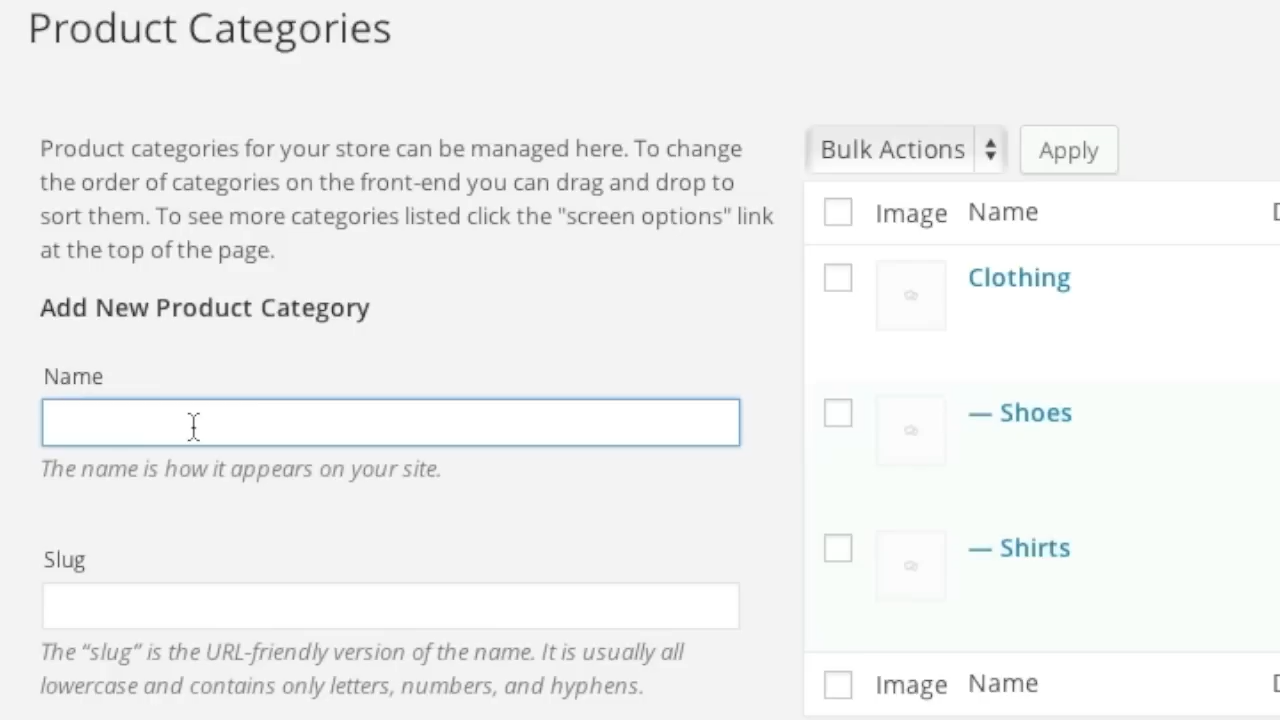 Product Categories
Product categories for your store can be managed here. To change
the order of categories on the front-end you can drag and drop to
sort them. To see more categories listed click the "screen options" link
at the top of the page.
Add New Product Category
Name
The name is how it appears on your site.
Slug
The “slug” is the URL-friendly version of the name. It is usually all
lowercase and contains only letters, numbers, and hyphens.
Bulk Actions Apply
Image Name
Clothing
— Shoes
— Shirts
Image Name